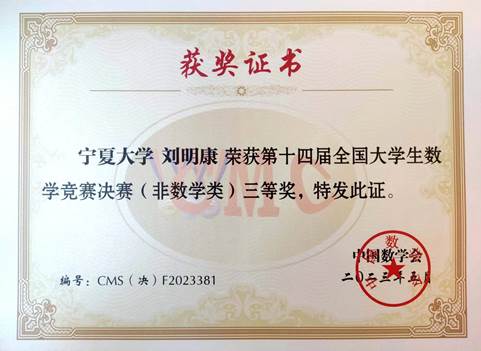 获奖证书
宁夏大学 刘明康 荣获第十四届全国大学生数
学竞赛决赛（非数学类）三等奖，特发此证。
CMC
中国数学会
编号：CMS（决）F2023381
二〇二三年五月